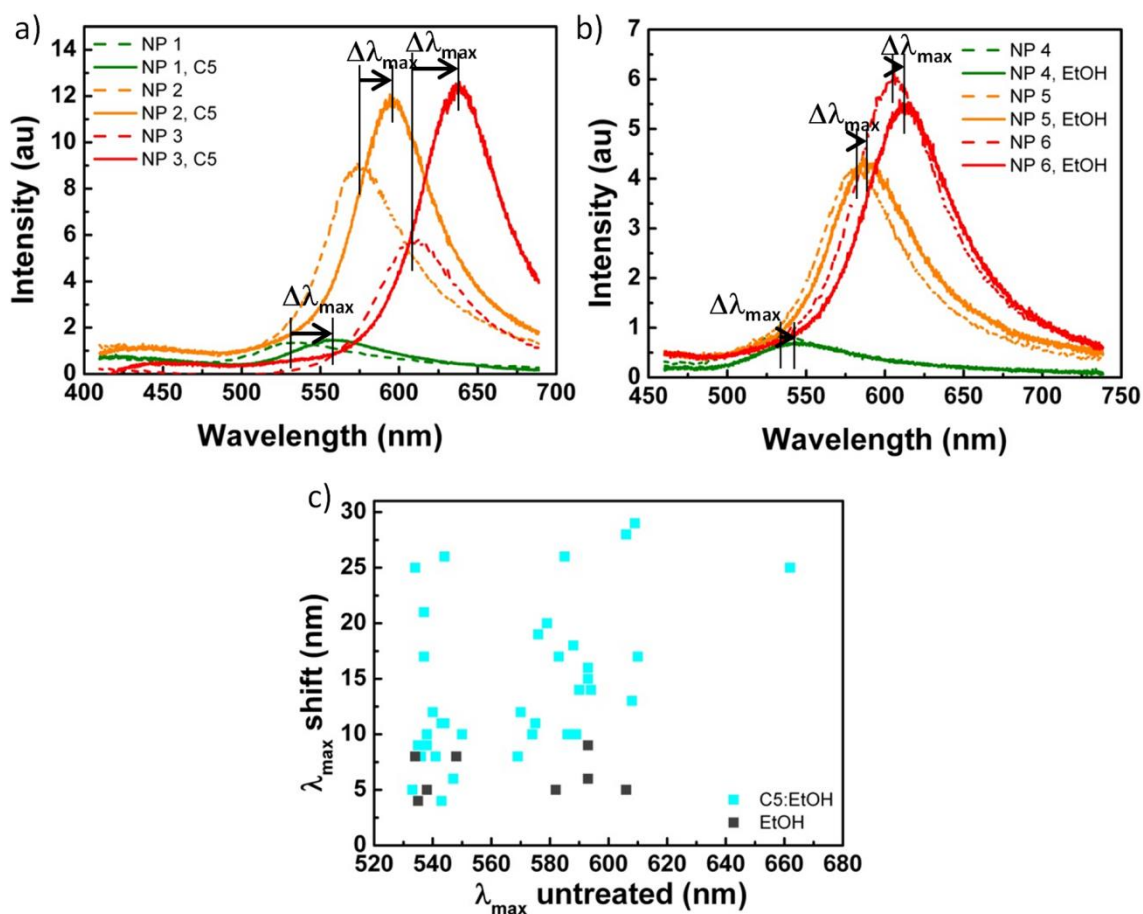 a)
NP 1
NP 1, C5
NP 2
NP 2, C5
NP 3
NP 3, C5
Δλmax
Δλmax
Δλmax
14
12
10
8
6
4
2
0
Intensity (au)
400 450 500 550 600 650 700
Wavelength (nm)
b)
NP 4
NP 4, EtOH
NP 5
NP 5, EtOH
NP 6
NP 6, EtOH
Δλmax
Δλmax
Δλmax
7
6
5
4
3
2
1
0
Intensity (au)
450 500 550 600 650 700 750
Wavelength (nm)
c)
30
25
20
15
10
5
0
λmax shift (nm)
C5:EtOH
EtOH
520 540 560 580 600 620 640 660 680
λmax untreated (nm)